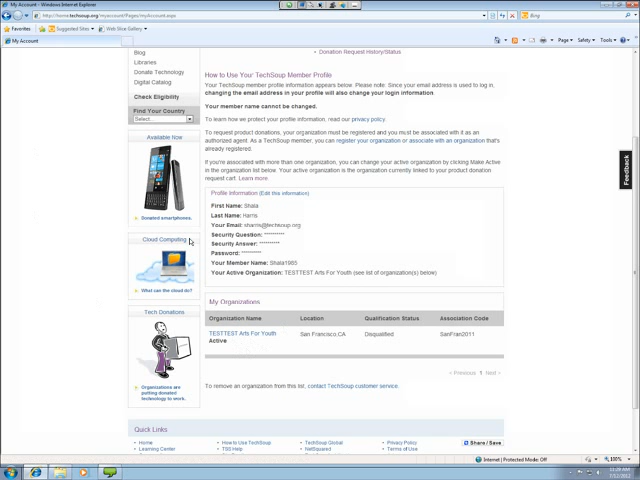 My Account - Windows Internet Explorer
http://home.techsoup.org/myaccount/Pages/myAccount.aspx
Bing
Favorites
Suggested Sites
Web Slice Gallery
My Account
Page
Safety
Tools
Blog
Libraries
Donate Technology
Digital Catalog
Check Eligibility
Find Your Country
Select...
Available Now
Donated smartphones.
Cloud Computing
What can the cloud do?
Tech Donations
Organizations are
putting donated
technology to work.
Donation Request History/Status
How to Use Your TechSoup Member Profile
Your TechSoup member profile information appears below. Please note: Since your email address is used to log in,
changing the email address in your profile will also change your login information.
Your member name cannot be changed.
To learn how we protect your profile information, read our privacy policy.
To request product donations, your organization must be registered and you must be associated with it as an
authorized agent. As a TechSoup member, you can register your organization or associate with an organization that's
already registered.
If you're associated with more than one organization, you can change your active organization by clicking Make Active
in the organization list below. Your active organization is the organization currently linked to your product donation
request cart. Learn more
Profile Information (Edit this information)
First Name: Shala
Last Name: Harris
Your Email: sharris@techsoup.org
Security Question: **********
Security Answer: **********
Password: **********
Your Member Name: Shala1985
Your Active Organization: TESTTEST Arts For Youth (see list of organization(s) below)
My Organizations
Organization Name Location Qualification Status Association Code
TESTTEST Arts For Youth San Francisco,CA Disqualified SanFran2011
Active
< Previous 1 Next >
To remove an organization from this list, contact TechSoup customer service.
Feedback
Quick Links
Home How to Use TechSoup TechSoup Global Privacy Policy
Learning Center TSG Help NetSquared Terms of Use
Share / Save
Internet | Protected Mode: Off
100%
11:26 AM
7/12/2012